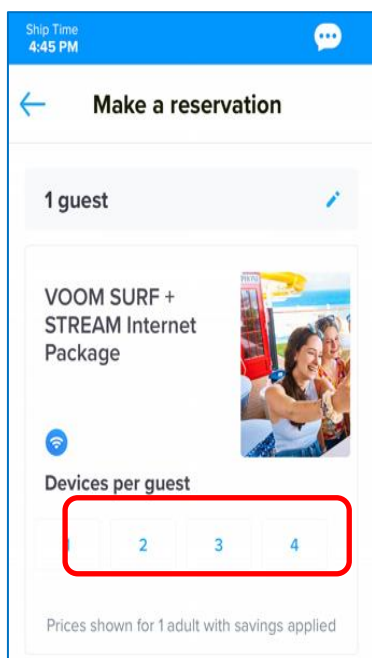 Ship Time
4:45 PM
Make a reservation
1 guest
VOOM SURF +
STREAM Internet
Package
Devices per guest
1 2 3 4
Prices shown for 1 adult with savings applied